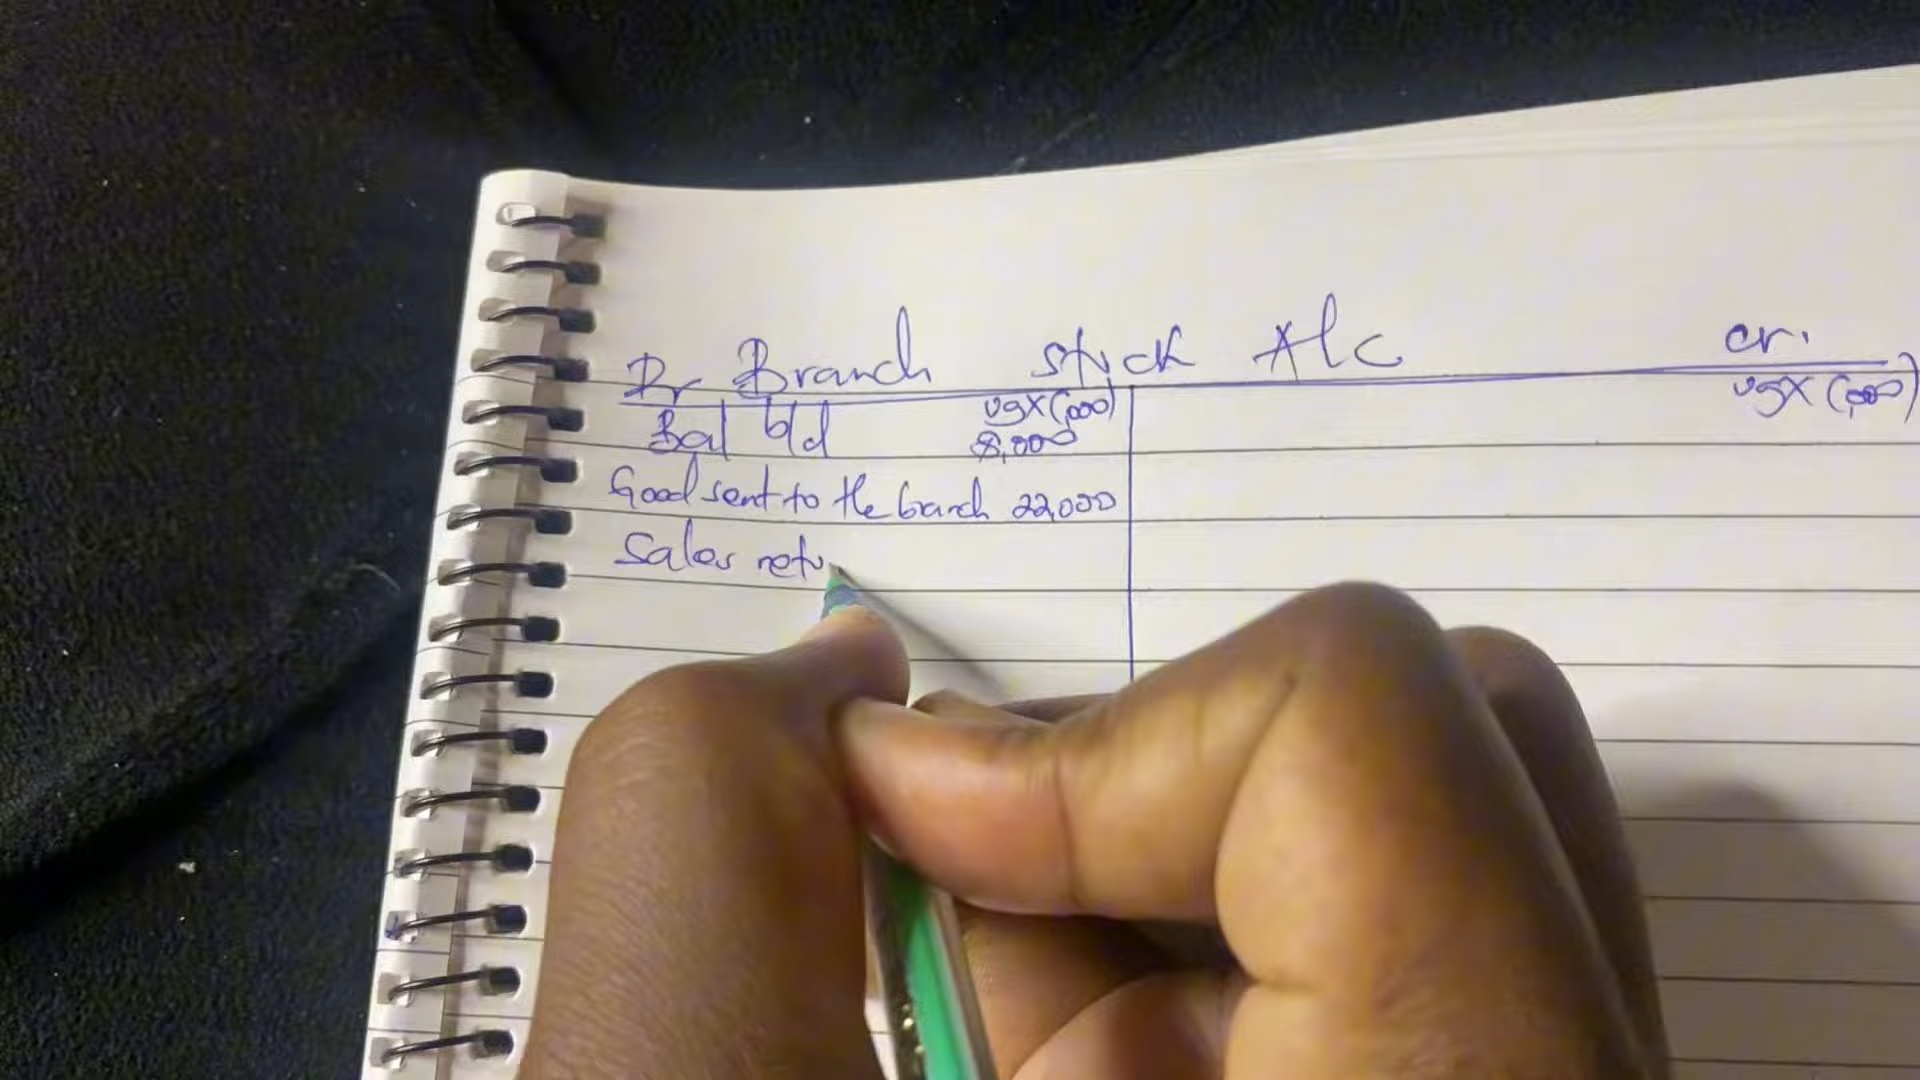 Dr Branch stock A/c cr.
ugx (,000) ugx (,000)
Bal b/d 8,000
Good sent to the branch 22,000
Sales retu